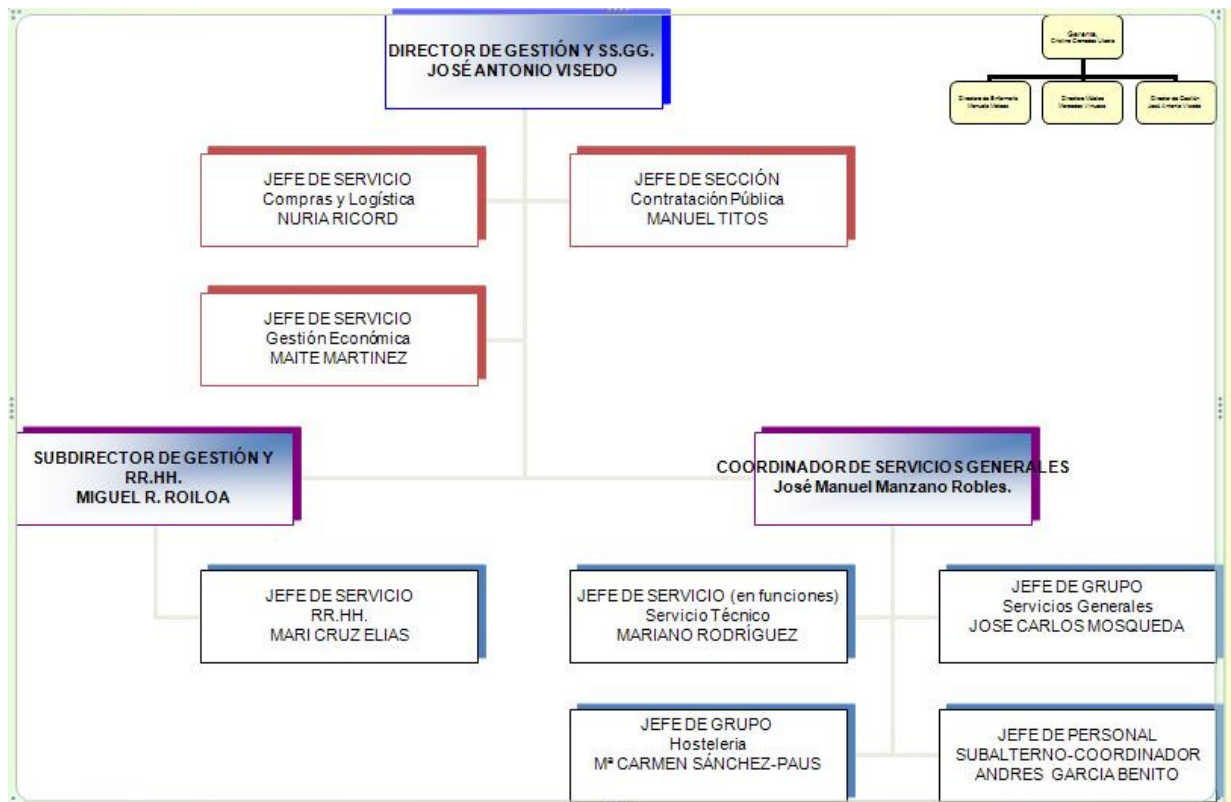 DIRECTOR DE GESTIÓN Y SS.GG.
JOSÉ ANTONIO VISEDO
Gerente,
JEFE DE SERVICIO
Compras y Logística
NURIA RICORD
JEFE DE SECCIÓN
Contratación Pública
MANUEL TITOS
JEFE DE SERVICIO
Gestión Económica
MAITE MARTINEZ
SUBDIRECTOR DE GESTIÓN Y
RR.HH.
MIGUEL R. ROILOA
COORDINADOR DE SERVICIOS GENERALES
José Manuel Manzano Robles.
JEFE DE SERVICIO
RR.HH.
MARI CRUZ ELIAS
JEFE DE SERVICIO (en funciones)
Servicio Técnico
MARIANO RODRÍGUEZ
JEFE DE GRUPO
Servicios Generales
JOSE CARLOS MOSQUEDA
JEFE DE GRUPO
Hosteleria
Mª CARMEN SÁNCHEZ-PAUS
JEFE DE PERSONAL
SUBALTERNO-COORDINADOR
ANDRES GARCIA BENITO